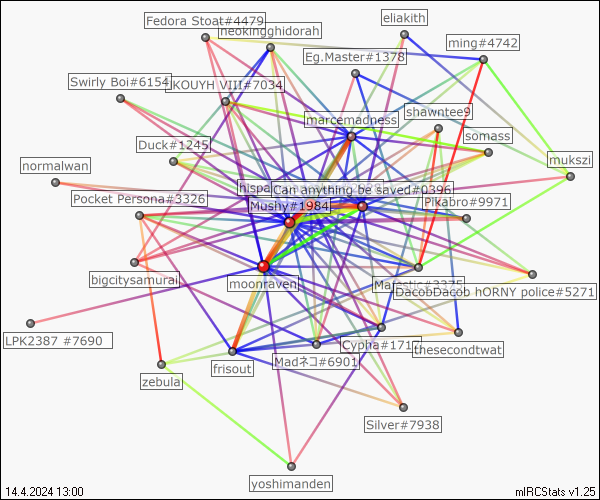 Fedora Stoat#4479
neokingghidorah
eliakith
ming#4742
Eg.Master#1378
Swirly Boi#6154
JKOUYH VIII#7034
shawntee9
marcemadness
somass
Duck#1245
mukszi
normalwan
Can anything be saved#0396
Pocket Persona#3326
Mushy#1984
Pikabro#9971
bigcitysamurai
moonraven
Majestic#3375
DacobDacob hORNY police#5271
LPK2387 #7690
Cypha#1717
thesecondtwat
Madネコ#6901
frisout
zebula
Silver#7938
yoshimanden
14.4.2024 13:00
mIRCStats v1.25